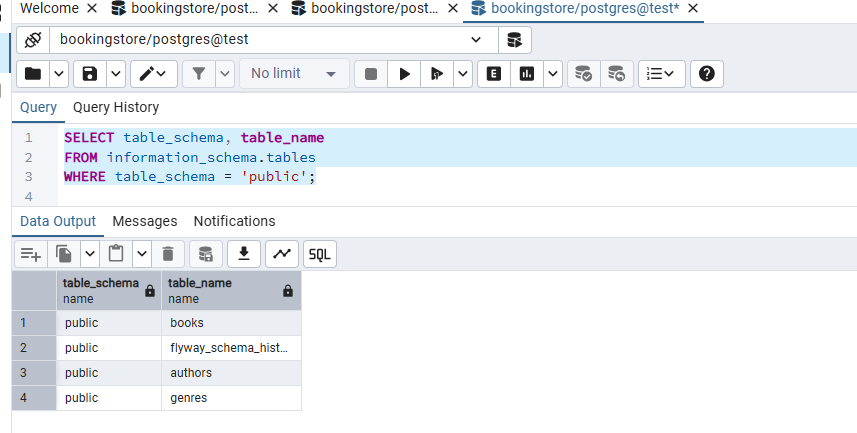 Welcome bookingstore/post... bookingstore/post... bookingstore/postgres@test*
bookingstore/postgres@test
No limit E
Query Query History
1 SELECT table_schema, table_name
2 FROM information_schema.tables
3 WHERE table_schema = 'public';
4
Data Output Messages Notifications
SQL
table_schema table_name
name name
1 public books
2 public flyway_schema_hist...
3 public authors
4 public genres